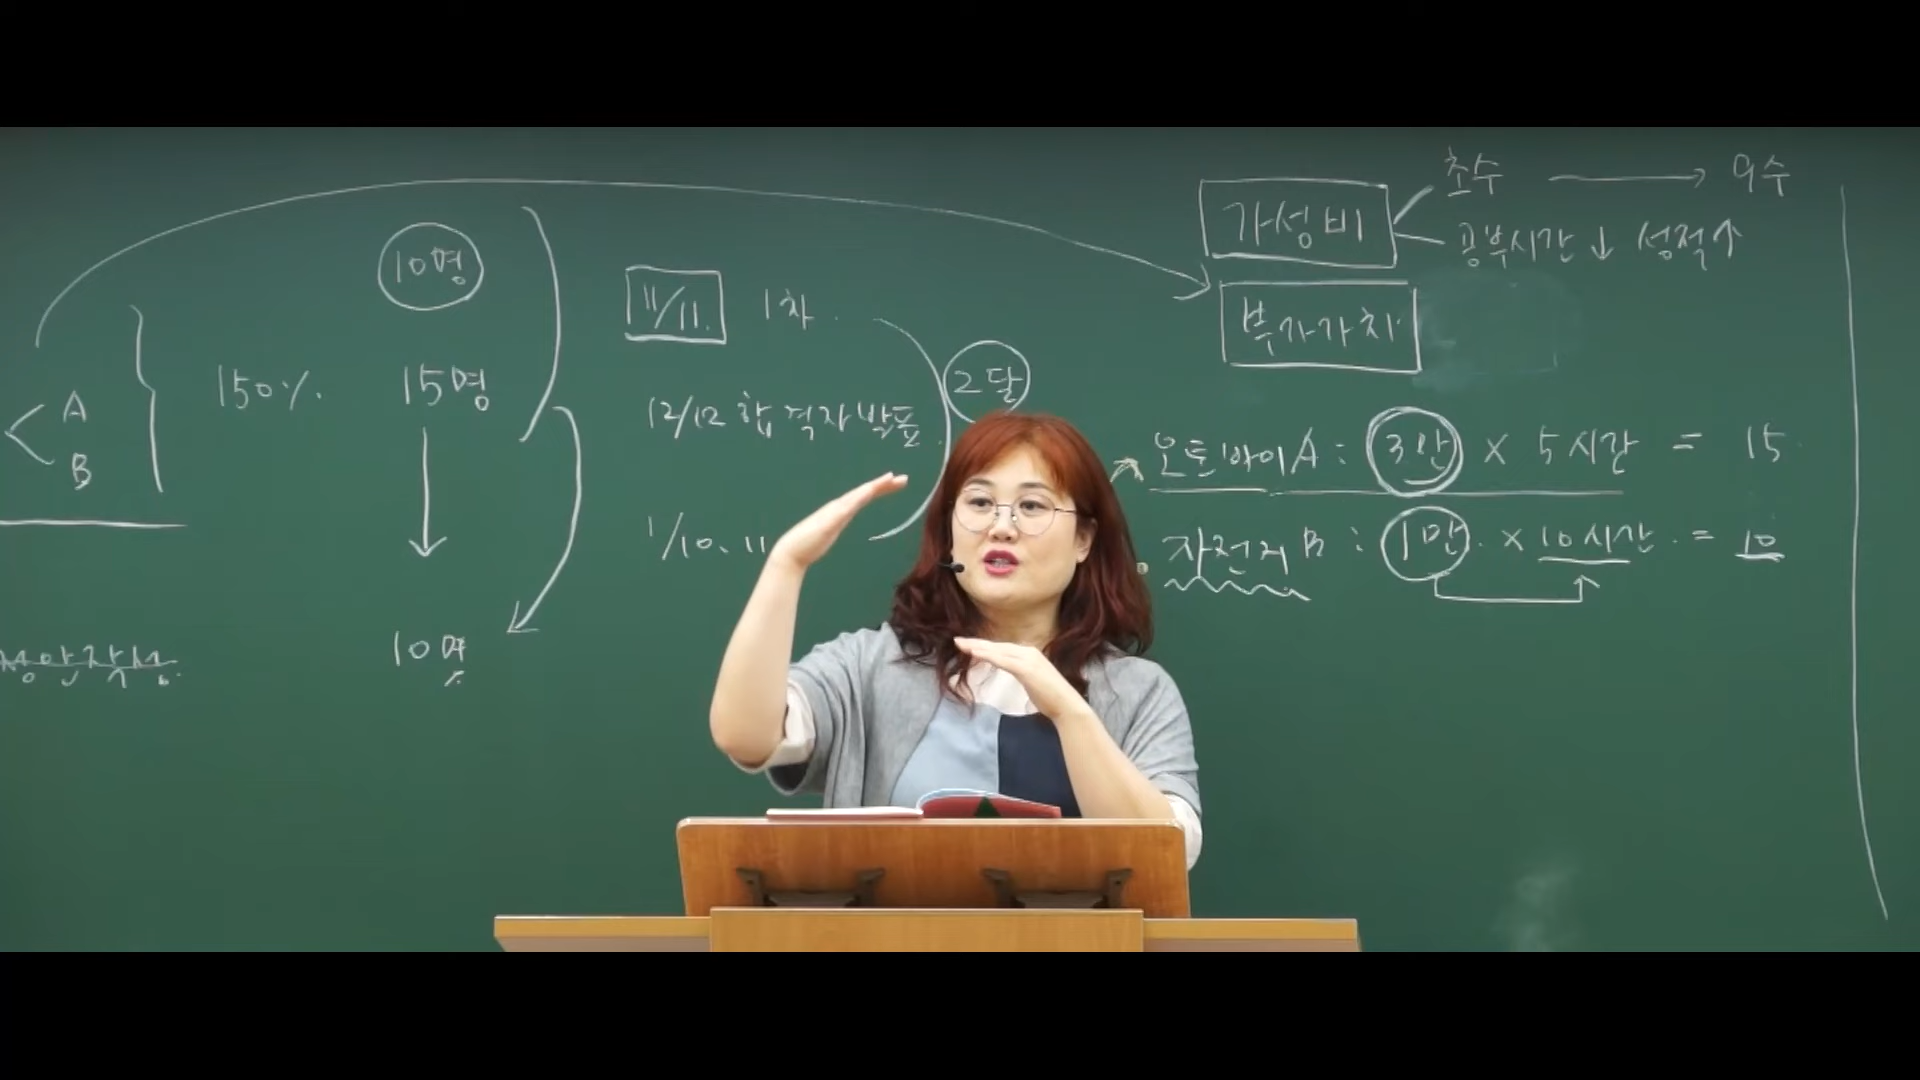 A
B
150%
10명
15명
10명
11/11. 1차
12/12 합격자 발표
1/10. 11
2달
가성비
초수 → 9수
공부시간↓ 성적↑
부가가치
오토바이 A : 3만 × 5시간 = 15
자전거 B : 1만 × 10시간 = 10